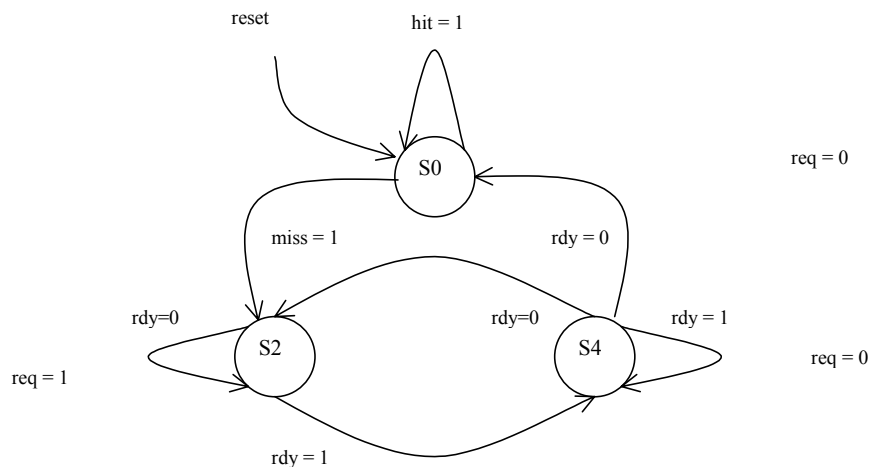 reset
hit = 1
S0
req = 0
miss = 1
rdy = 0
rdy=0
S2
rdy=0
S4
rdy = 1
req = 1
req = 0
rdy = 1